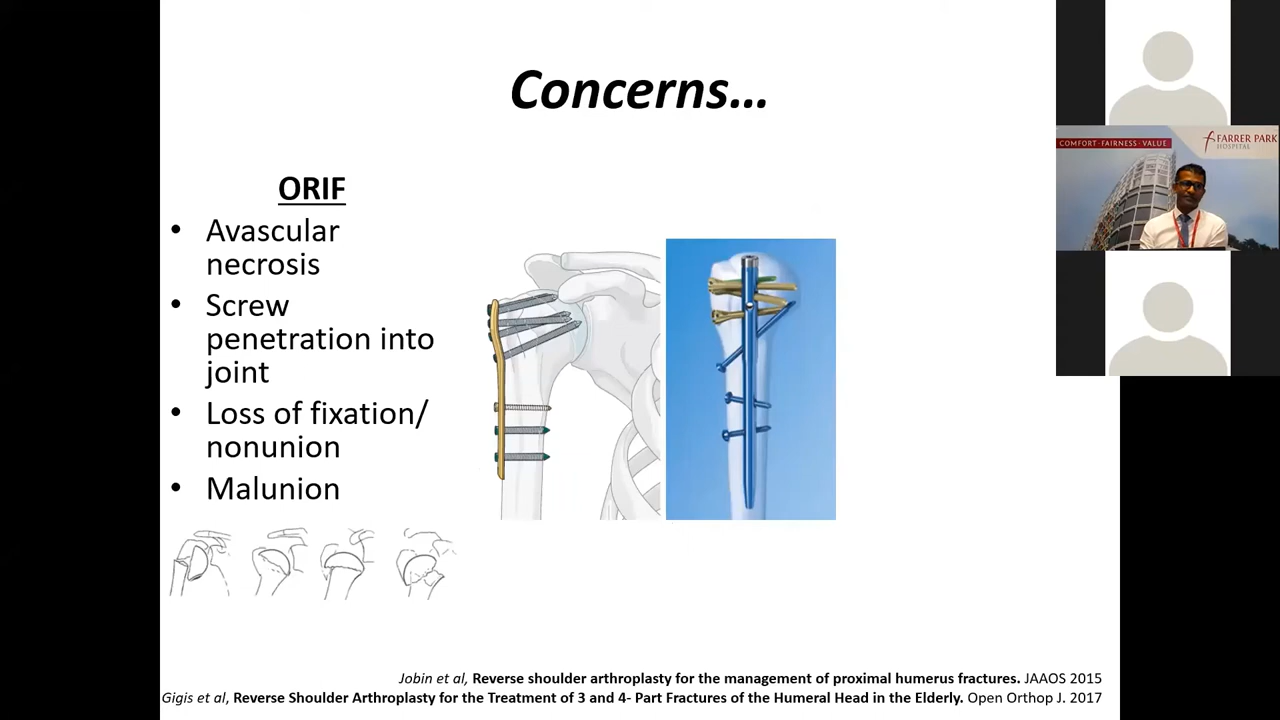 Concerns…
ORIF
• Avascular
necrosis
• Screw
penetration into
joint
• Loss of fixation/
nonunion
• Malunion
Jobin et al, Reverse shoulder arthroplasty for the management of proximal humerus fractures. JAAOS 2015
Gigis et al, Reverse Shoulder Arthroplasty for the Treatment of 3 and 4- Part Fractures of the Humeral Head in the Elderly. Open Orthop J. 2017
COMFORT·FAIRNESS·VALUE
FARRER PARK
HOSPITAL